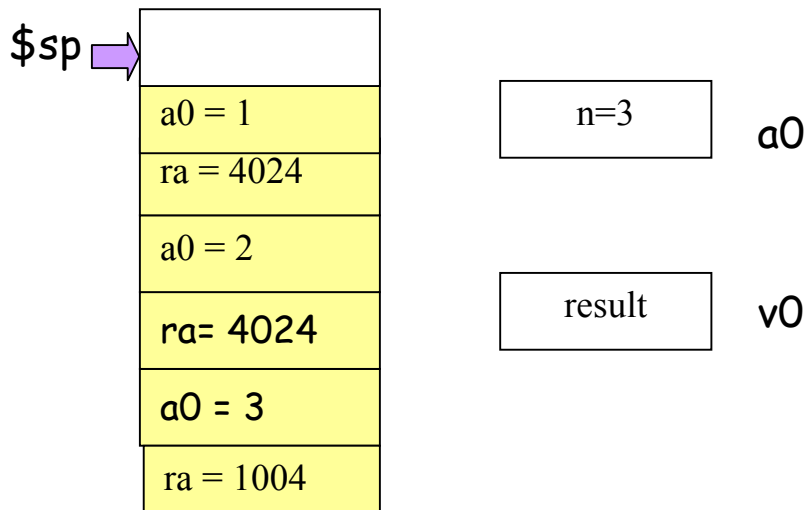 $sp
a0 = 1
n=3
a0
ra = 4024
a0 = 2
result
v0
ra= 4024
a0 = 3
ra = 1004